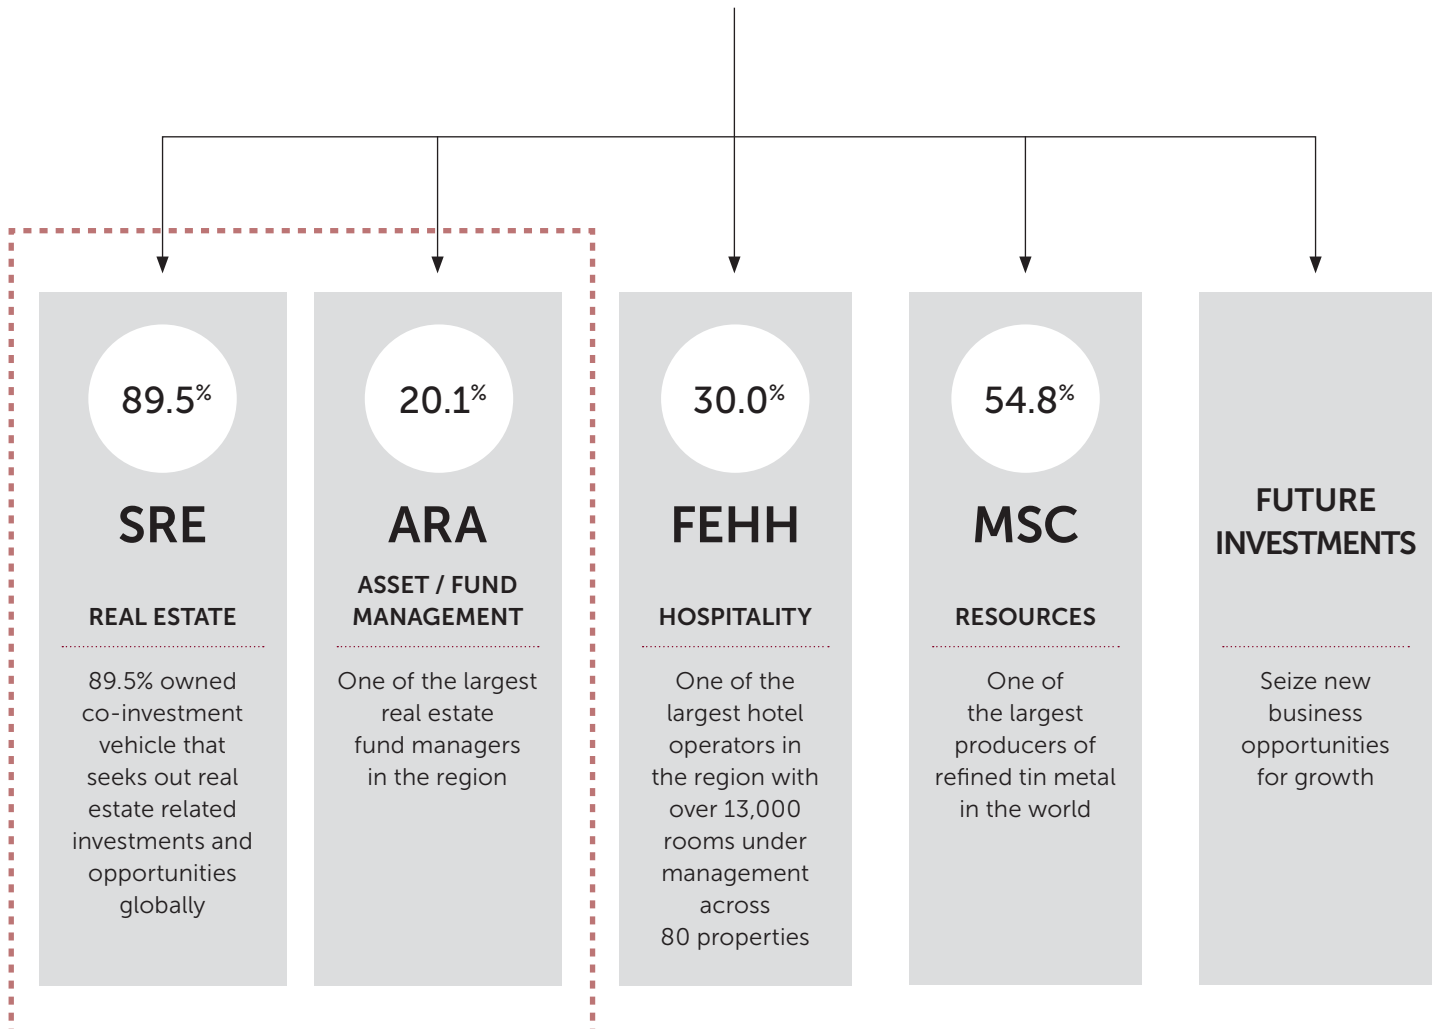 89.5%
SRE
REAL ESTATE
89.5% owned
co-investment
vehicle that
seeks out real
estate related
investments and
opportunities
globally
20.1%
ARA
ASSET / FUND
MANAGEMENT
One of the largest
real estate
fund managers
in the region
30.0%
FEHH
HOSPITALITY
One of the
largest hotel
operators in
the region with
over 13,000
rooms under
management
across
80 properties
54.8%
MSC
RESOURCES
One of
the largest
producers of
refined tin metal
in the world
FUTURE
INVESTMENTS
Seize new
business
opportunities
for growth